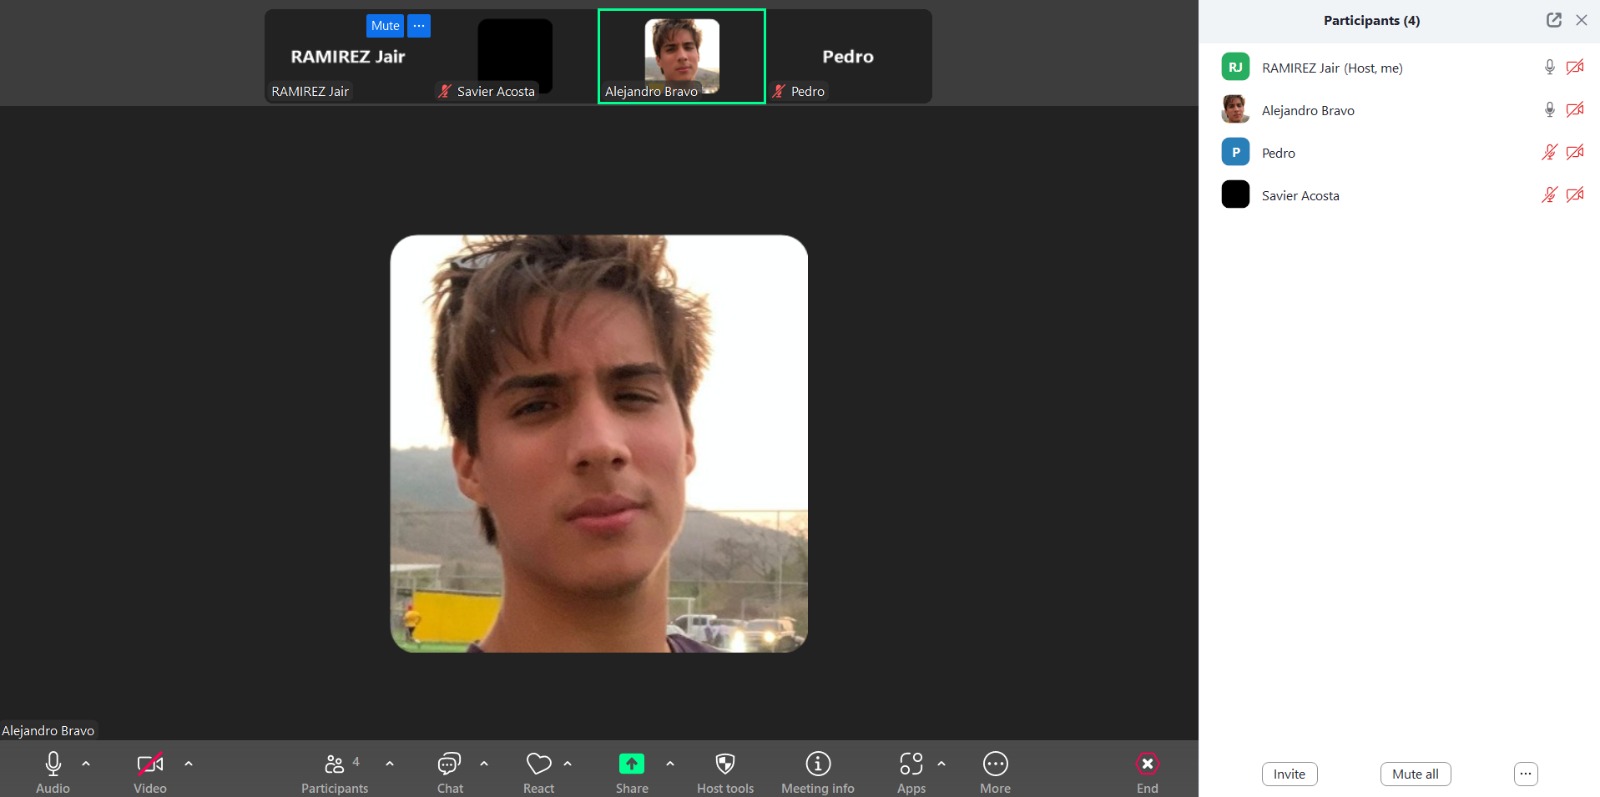 Mute ...
RAMIREZ Jair
RAMIREZ Jair
Savier Acosta
Alejandro Bravo
Pedro
Pedro
Participants (4)
RJ RAMIREZ Jair (Host, me)
Alejandro Bravo
P Pedro
Savier Acosta
Alejandro Bravo
Audio
Video
4
Participants
Chat
React
Share
Host tools
Meeting info
Apps
More
End
Invite
Mute all
...